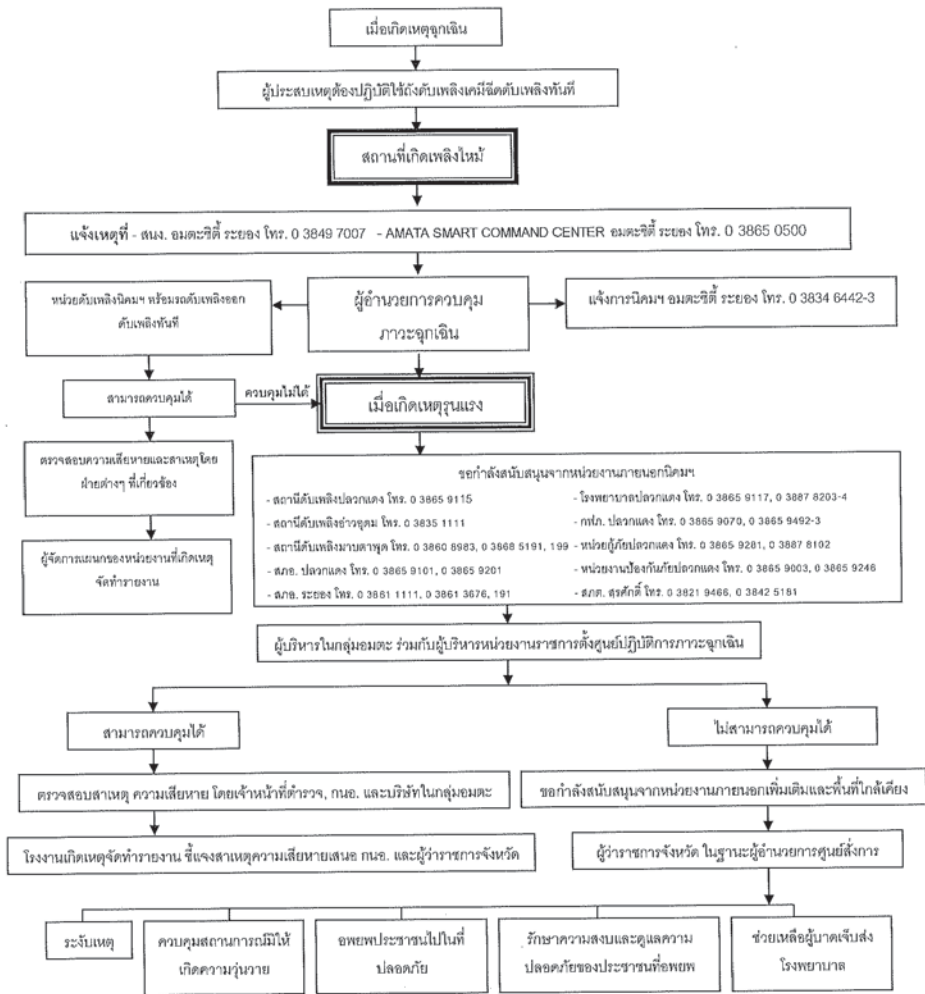 เมื่อเกิดเหตุฉุกเฉิน
ผู้ประสบเหตุต้องปฏิบัติใช้ถังดับเพลิงเคมีฉีดดับเพลิงทันที
สถานที่เกิดเพลิงไหม้
แจ้งเหตุที่ - สนง. อมตะซิตี้ ระยอง โทร. 0 3849 7007 - AMATA SMART COMMAND CENTER อมตะซิตี้ ระยอง โทร. 0 3865 0500
หน่วยดับเพลิงนิคมฯ พร้อมรถดับเพลิงออก
ดับเพลิงทันที
ผู้อำนวยการควบคุม
ภาวะฉุกเฉิน
แจ้งการนิคมฯ อมตะซิตี้ ระยอง โทร. 0 3834 6442-3
สามารถควบคุมได้
ควบคุมไม่ได้
เมื่อเกิดเหตุรุนแรง
ตรวจสอบความเสียหายและสาเหตุโดย
ฝ่ายต่างๆ ที่เกี่ยวข้อง
ผู้จัดการแผนกของหน่วยงานที่เกิดเหตุ
จัดทำรายงาน
ขอกำลังสนับสนุนจากหน่วยงานภายนอกนิคมฯ
- สถานีดับเพลิงปลวกแดง โทร. 0 3865 9115
- โรงพยาบาลปลวกแดง โทร. 0 3865 9117, 0 3887 8203-4
- สถานีดับเพลิงอ่าวอุดม โทร. 0 3835 1111
- กฟภ. ปลวกแดง โทร. 0 3865 9070, 0 3865 9492-3
- สถานีดับเพลิงมาบตาพุด โทร. 0 3860 8983, 0 3868 5191, 199
- หน่วยกู้ภัยปลวกแดง โทร. 0 3865 9281, 0 3887 8102
- สภอ. ปลวกแดง โทร. 0 3865 9101, 0 3865 9201
- หน่วยงานป้องกันภัยปลวกแดง โทร. 0 3865 9003, 0 3865 9246
- สภอ. ระยอง โทร. 0 3861 1111, 0 3861 3676, 191
- สภต. สุรศักดิ์ โทร. 0 3821 9466, 0 3842 5181
ผู้บริหารในกลุ่มอมตะ ร่วมกับผู้บริหารหน่วยงานราชการตั้งศูนย์ปฏิบัติการภาวะฉุกเฉิน
สามารถควบคุมได้
ไม่สามารถควบคุมได้
ตรวจสอบสาเหตุ ความเสียหาย โดยเจ้าหน้าที่ตำรวจ, กนอ. และบริษัทในกลุ่มอมตะ
ขอกำลังสนับสนุนจากหน่วยงานภายนอกเพิ่มเติมและพื้นที่ใกล้เคียง
โรงงานเกิดเหตุจัดทำรายงาน ชี้แจงสาเหตุความเสียหายเสนอ กนอ. และผู้ว่าราชการจังหวัด
ผู้ว่าราชการจังหวัด ในฐานะผู้อำนวยการศูนย์สั่งการ
ระงับเหตุ
ควบคุมสถานการณ์มิให้
เกิดความวุ่นวาย
อพยพประชาชนไปในที่
ปลอดภัย
รักษาความสงบและดูแลความ
ปลอดภัยของประชาชนที่อพยพ
ช่วยเหลือผู้บาดเจ็บส่ง
โรงพยาบาล